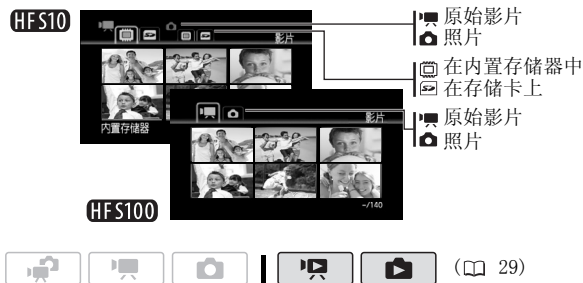 HFS10
影片
内置存储器
原始影片
照片
在内置存储器中
在存储卡上
原始影片
照片
影片
-/140
HFS100
( 29)